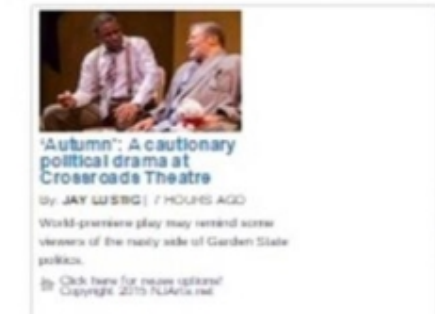 'Autumn': A cautionary
political drama at
Crossroads Theatre
By: JAY LUSTIG | 7 HOURS AGO
World-premiere play may remind some
viewers of the nasty side of Garden State
politics.
Click here for reuse options!
Copyright 2015 NJArts.net